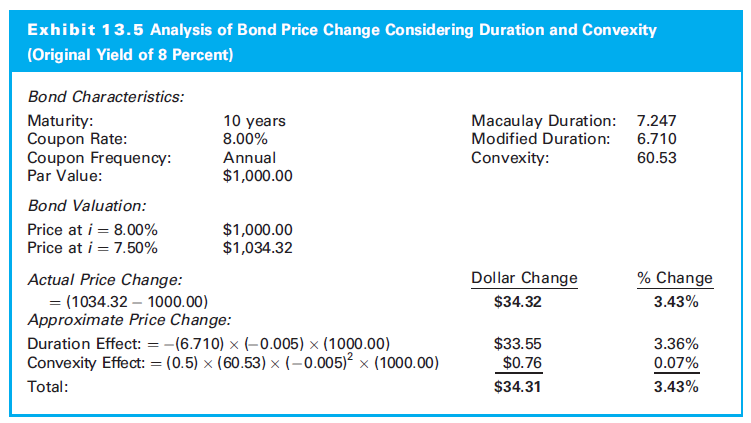 Exhibit 13.5 Analysis of Bond Price Change Considering Duration and Convexity
(Original Yield of 8 Percent)
Bond Characteristics:
Maturity: 10 years Macaulay Duration: 7.247
Coupon Rate: 8.00% Modified Duration: 6.710
Coupon Frequency: Annual Convexity: 60.53
Par Value: $1,000.00
Bond Valuation:
Price at i = 8.00% $1,000.00
Price at i = 7.50% $1,034.32
Actual Price Change: Dollar Change % Change
= (1034.32 – 1000.00) $34.32 3.43%
Approximate Price Change:
Duration Effect: = –(6.710) × (–0.005) × (1000.00) $33.55 3.36%
Convexity Effect: = (0.5) × (60.53) × (–0.005)² × (1000.00) $0.76 0.07%
Total: $34.31 3.43%